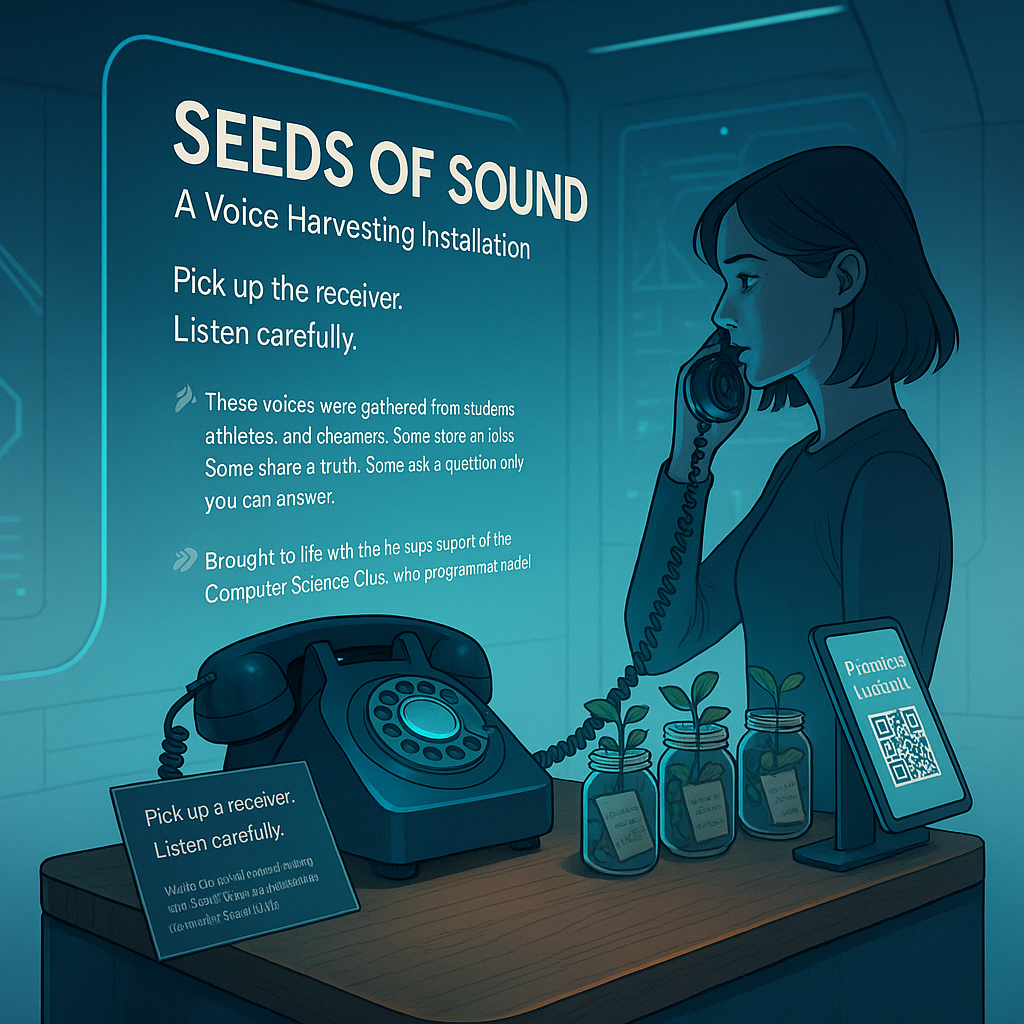 SEEDS OF SOUND
A Voice Harvesting Installation
Pick up the receiver.
Listen carefully.
These voices were gathered from studems
athletes. and cheamers. Some store an iolss
Some share a truth. Some ask a quettion only
you can answer.
Brought to life wth the he sups suport of the
Computer Science Clus. who programmat nadel
Pick up a receiver.
Listen carefully.